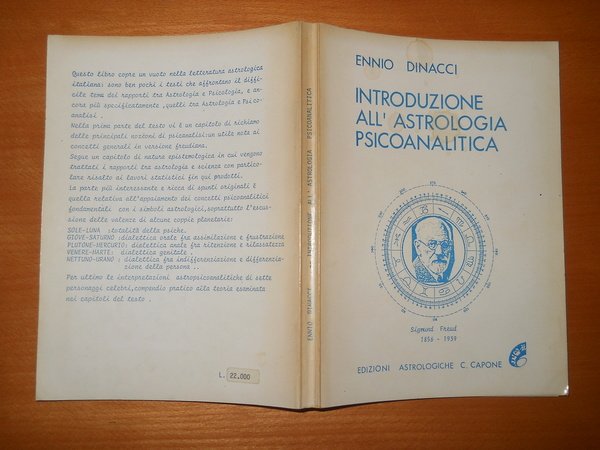 Questo libro copre un vuoto nella letteratura astrologica
italiana: sono ben pochi i testi che affrontano il diffi-
cile tema dei rapporti tra Astrologia e Psicologia, e an-
cora più specificatamente, quelli tra Astrologia e Psico-
analisi .
Nella prima parte del testo vi è un capitolo di richiamo
delle principali nozioni di psicoanalisi:un utile nota ai
concetti generali in versione freudiana.
Segue un capitolo di natura epistemologica in cui vengono
trattati i rapporti tra astrologia e scienza con partico-
lare risalto ai lavori statistici fin qui prodotti.
La parte più interessante e ricca di spunti originali è
quella relativa all'appaiamento dei concetti psicoanalitici
fondamentali con i simboli astrologici,soprattutto l'escus-
sione delle valenze di alcune coppie planetarie:
SOLE-LUNA :totalità della psiche.
GIOVE-SATURNO :dialettica orale fra assimilazione e frustrazione
PLUTONE-MERCURIO: dialettica anale fra ritenzione e rilassatezza
VENERE-MARTE: dialettica genitale .
NETTUNO-URANO : dialettica fra indifferenziazione e differenzia-
zione della persona ..
Per ultimo le interpretazioni astropsicoanalitiche di sette
personaggi celebri,compendio pratico alla teoria esaminata
nei capitoli del testo .
L. 22.000
ENNIO DINACCI INTRODUZIONE ALL' ASTROLOGIA PSICOANALITICA
ENNIO DINACCI
INTRODUZIONE
ALL' ASTROLOGIA
PSICOANALITICA
Sigmund Freud
1856 - 1939
EDIZIONI ASTROLOGICHE C. CAPONE